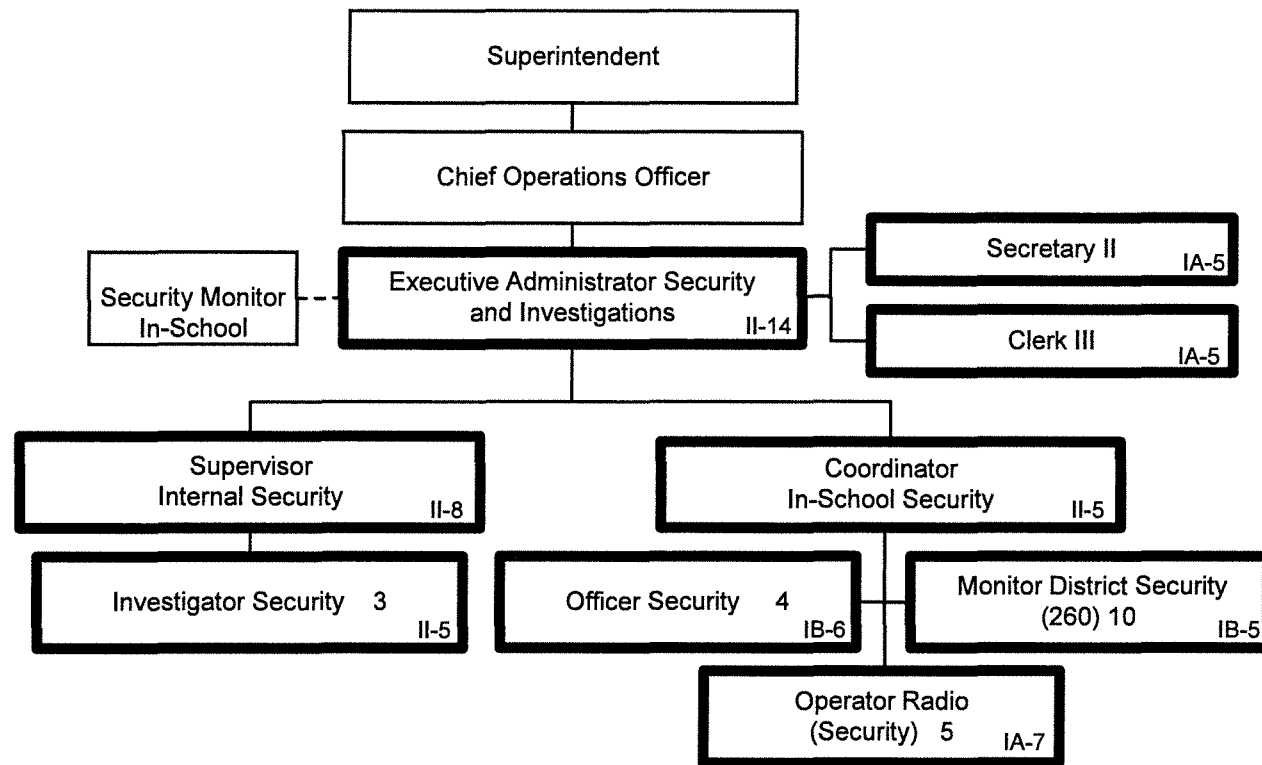 Superintendent
Chief Operations Officer
Security Monitor
In-School
Executive Administrator Security
and Investigations
II-14
Secretary II
IA-5
Clerk III
IA-5
Supervisor
Internal Security
II-8
Coordinator
In-School Security
II-5
Investigator Security 3
II-5
Officer Security 4
IB-6
Monitor District Security
(260) 10
IB-5
Operator Radio
(Security) 5
IA-7